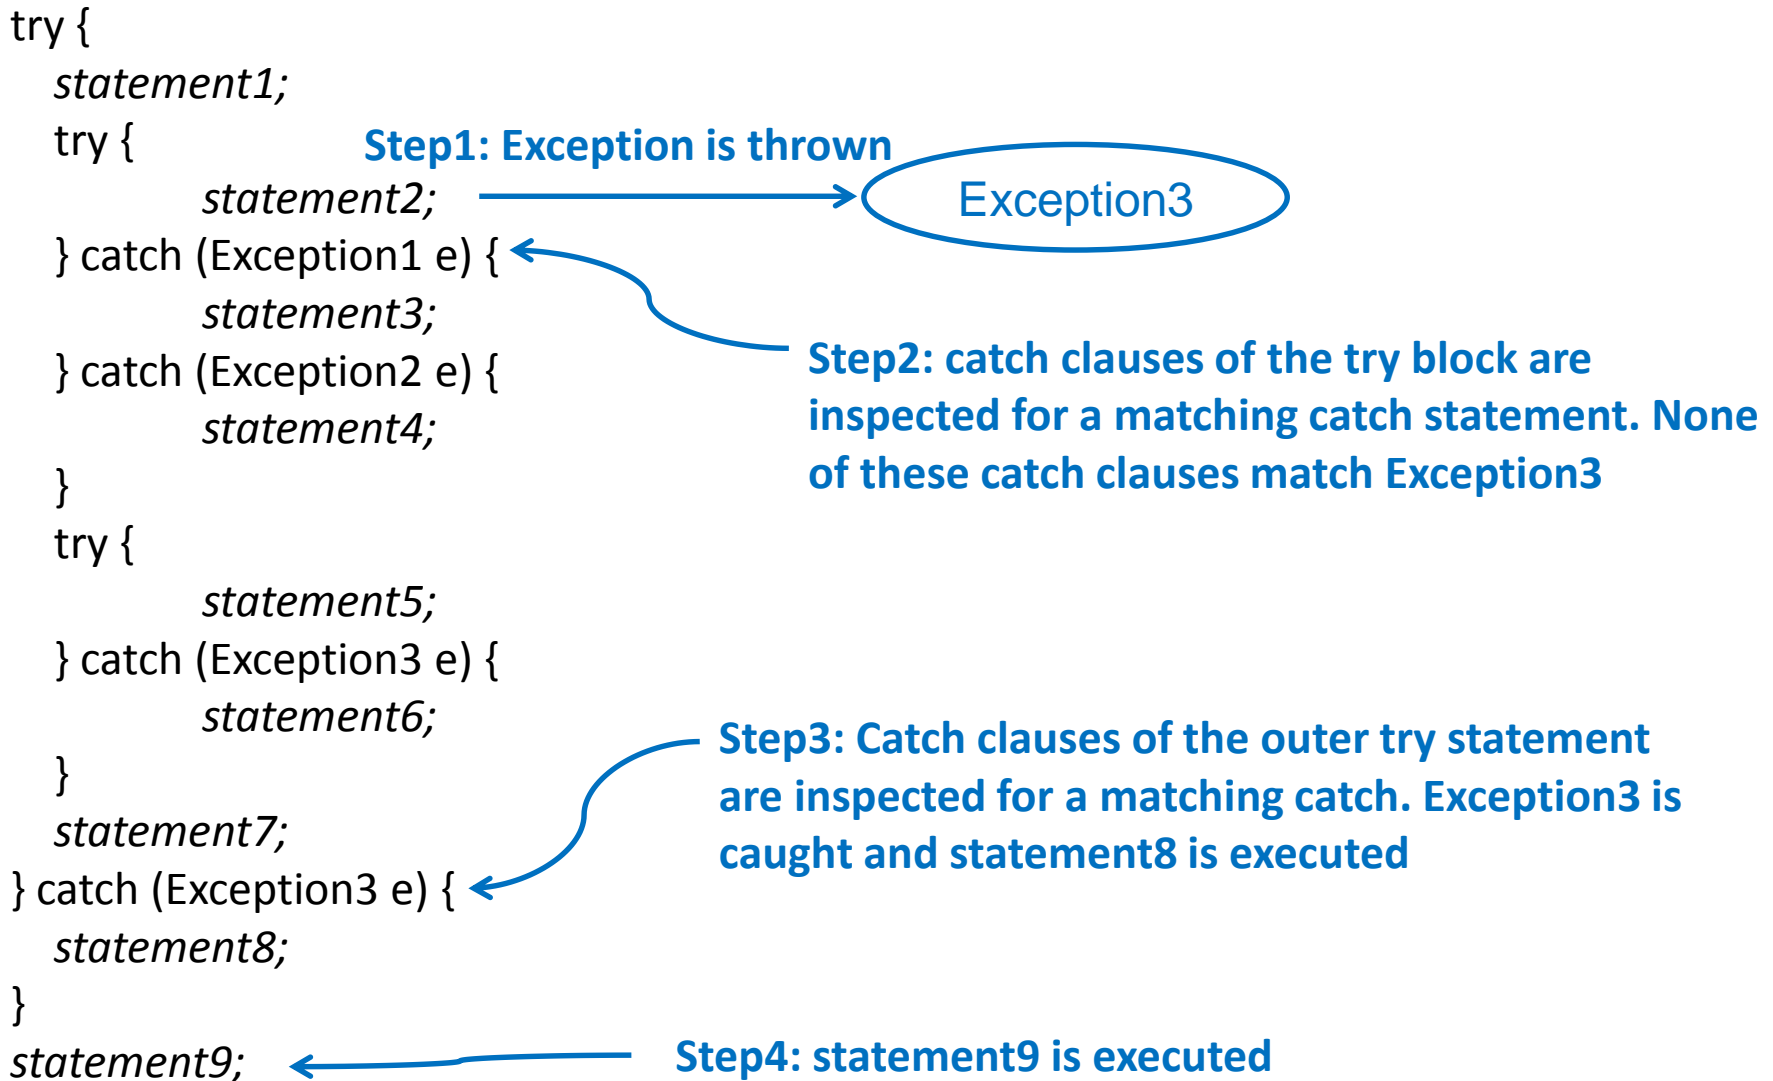 try {
statement1;
try {
Step1: Exception is thrown
statement2;
Exception3
} catch (Exception1 e) {
statement3;
} catch (Exception2 e) {
statement4;
}
Step2: catch clauses of the try block are
inspected for a matching catch statement. None
of these catch clauses match Exception3
try {
statement5;
} catch (Exception3 e) {
statement6;
}
statement7;
Step3: Catch clauses of the outer try statement
are inspected for a matching catch. Exception3 is
caught and statement8 is executed
} catch (Exception3 e) {
statement8;
}
statement9;
Step4: statement9 is executed